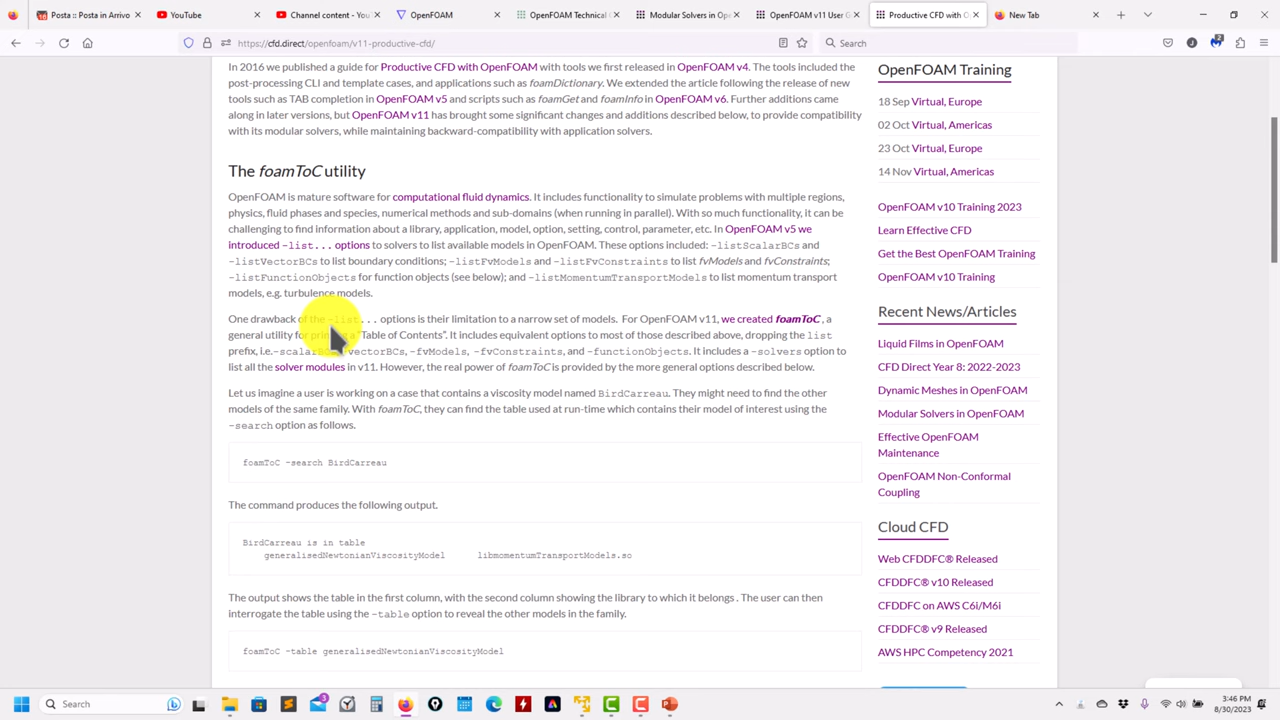 Posta :: Posta in Arrivo
YouTube
Channel content - YouTu
OpenFOAM
OpenFOAM Technical G
Modular Solvers in Ope
OpenFOAM v11 User G
Productive CFD with O
New Tab
https://cfd.direct/openfoam/v11-productive-cfd/
Search
In 2016 we published a guide for Productive CFD with OpenFOAM with tools we first released in OpenFOAM v4. The tools included the
post-processing CLI and template cases, and applications such as foamDictionary. We extended the article following the release of new
tools such as TAB completion in OpenFOAM v5 and scripts such as foamGet and foamInfo in OpenFOAM v6. Further additions came
along in later versions, but OpenFOAM v11 has brought some significant changes and additions described below, to provide compatibility
with its modular solvers, while maintaining backward-compatibility with application solvers.
The foamToC utility
OpenFOAM is mature software for computational fluid dynamics. It includes functionality to simulate problems with multiple regions,
physics, fluid phases and species, numerical methods and sub-domains (when running in parallel). With so much functionality, it can be
challenging to find information about a library, application, model, option, setting, control, parameter, etc. In OpenFOAM v5 we
introduced -list... options to solvers to list available models in OpenFOAM. These options included: -listScalarBCs and
-listVectorBCs to list boundary conditions; -listFvModels and -listFvConstraints to list fvModels and fvConstraints;
-listFunctionObjects for function objects (see below); and -listMomentumTransportModels to list momentum transport
models, e.g. turbulence models.
One drawback of the -list... options is their limitation to a narrow set of models. For OpenFOAM v11, we created foamToC, a
general utility for printing a “Table of Contents”. It includes equivalent options to most of those described above, dropping the list
prefix, i.e.-scalarBCs, -vectorBCs, -fvModels, -fvConstraints, and -functionObjects. It includes a -solvers option to
list all the solver modules in v11. However, the real power of foamToC is provided by the more general options described below.
Let us imagine a user is working on a case that contains a viscosity model named BirdCarreau. They might need to find the other
models of the same family. With foamToC, they can find the table used at run-time which contains their model of interest using the
-search option as follows.
foamToC -search BirdCarreau
The command produces the following output.
BirdCarreau is in table
generalisedNewtonianViscosityModel libmomentumTransportModels.so
The output shows the table in the first column, with the second column showing the library to which it belongs . The user can then
interrogate the table using the -table option to reveal the other models in the family.
foamToC -table generalisedNewtonianViscosityModel
OpenFOAM Training
18 Sep Virtual, Europe
02 Oct Virtual, Americas
23 Oct Virtual, Europe
14 Nov Virtual, Americas
OpenFOAM v10 Training 2023
Learn Effective CFD
Get the Best OpenFOAM Training
OpenFOAM v10 Training
Recent News/Articles
Liquid Films in OpenFOAM
CFD Direct Year 8: 2022-2023
Dynamic Meshes in OpenFOAM
Modular Solvers in OpenFOAM
Effective OpenFOAM
Maintenance
OpenFOAM Non-Conformal
Coupling
Cloud CFD
Web CFDDFC® Released
CFDDFC® v10 Released
CFDDFC on AWS C6i/M6i
CFDDFC® v9 Released
AWS HPC Competency 2021
Search
3
8/30/2023